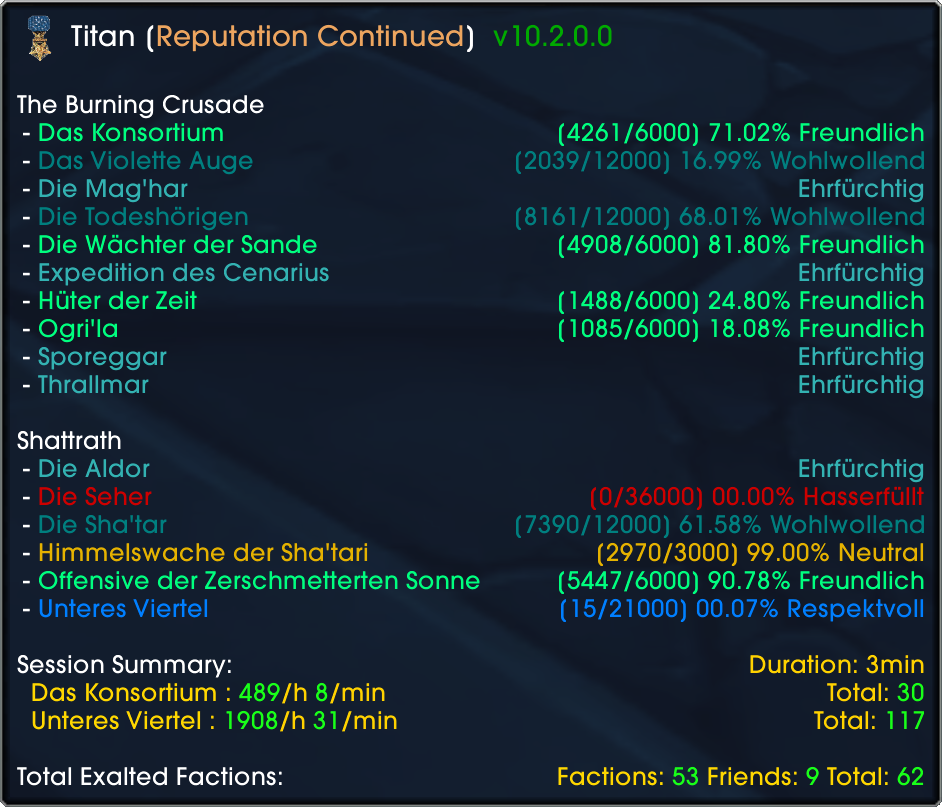 Titan (Reputation Continued) v10.2.0.0
The Burning Crusade
- Das Konsortium (4261/6000) 71.02% Freundlich
- Das Violette Auge (2039/12000) 16.99% Wohlwollend
- Die Mag'har Ehrfürchtig
- Die Todeshörigen (8161/12000) 68.01% Wohlwollend
- Die Wächter der Sande (4908/6000) 81.80% Freundlich
- Expedition des Cenarius Ehrfürchtig
- Hüter der Zeit (1488/6000) 24.80% Freundlich
- Ogri'la (1085/6000) 18.08% Freundlich
- Sporeggar Ehrfürchtig
- Thrallmar Ehrfürchtig
Shattrath
- Die Aldor Ehrfürchtig
- Die Seher (0/36000) 00.00% Hasserfüllt
- Die Sha'tar (7390/12000) 61.58% Wohlwollend
- Himmelswache der Sha'tari (2970/3000) 99.00% Neutral
- Offensive der Zerschmetterten Sonne (5447/6000) 90.78% Freundlich
- Unteres Viertel (15/21000) 00.07% Respektvoll
Session Summary: Duration: 3min
Das Konsortium : 489/h 8/min Total: 30
Unteres Viertel : 1908/h 31/min Total: 117
Total Exalted Factions: Factions: 53 Friends: 9 Total: 62